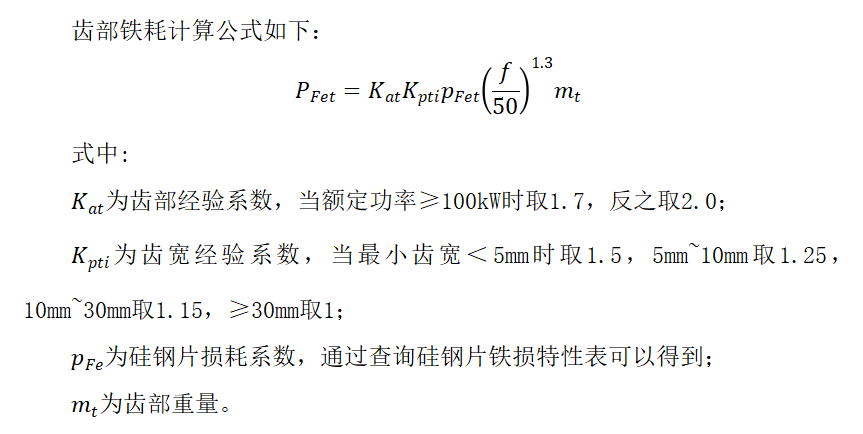 齿部铁耗计算公式如下：
P_{Fet} = K_{at}K_{pti}p_{Fet}(f/50)^{1.3}m_t
式中:
K_{at}为齿部经验系数，当额定功率≥100kW时取1.7，反之取2.0；
K_{pti}为齿宽经验系数，当最小齿宽＜5mm时取1.5，5mm~10mm取1.25，
10mm~30mm取1.15，≥30mm取1；
p_{Fe}为硅钢片损耗系数，通过查询硅钢片铁损特性表可以得到；
m_t为齿部重量。